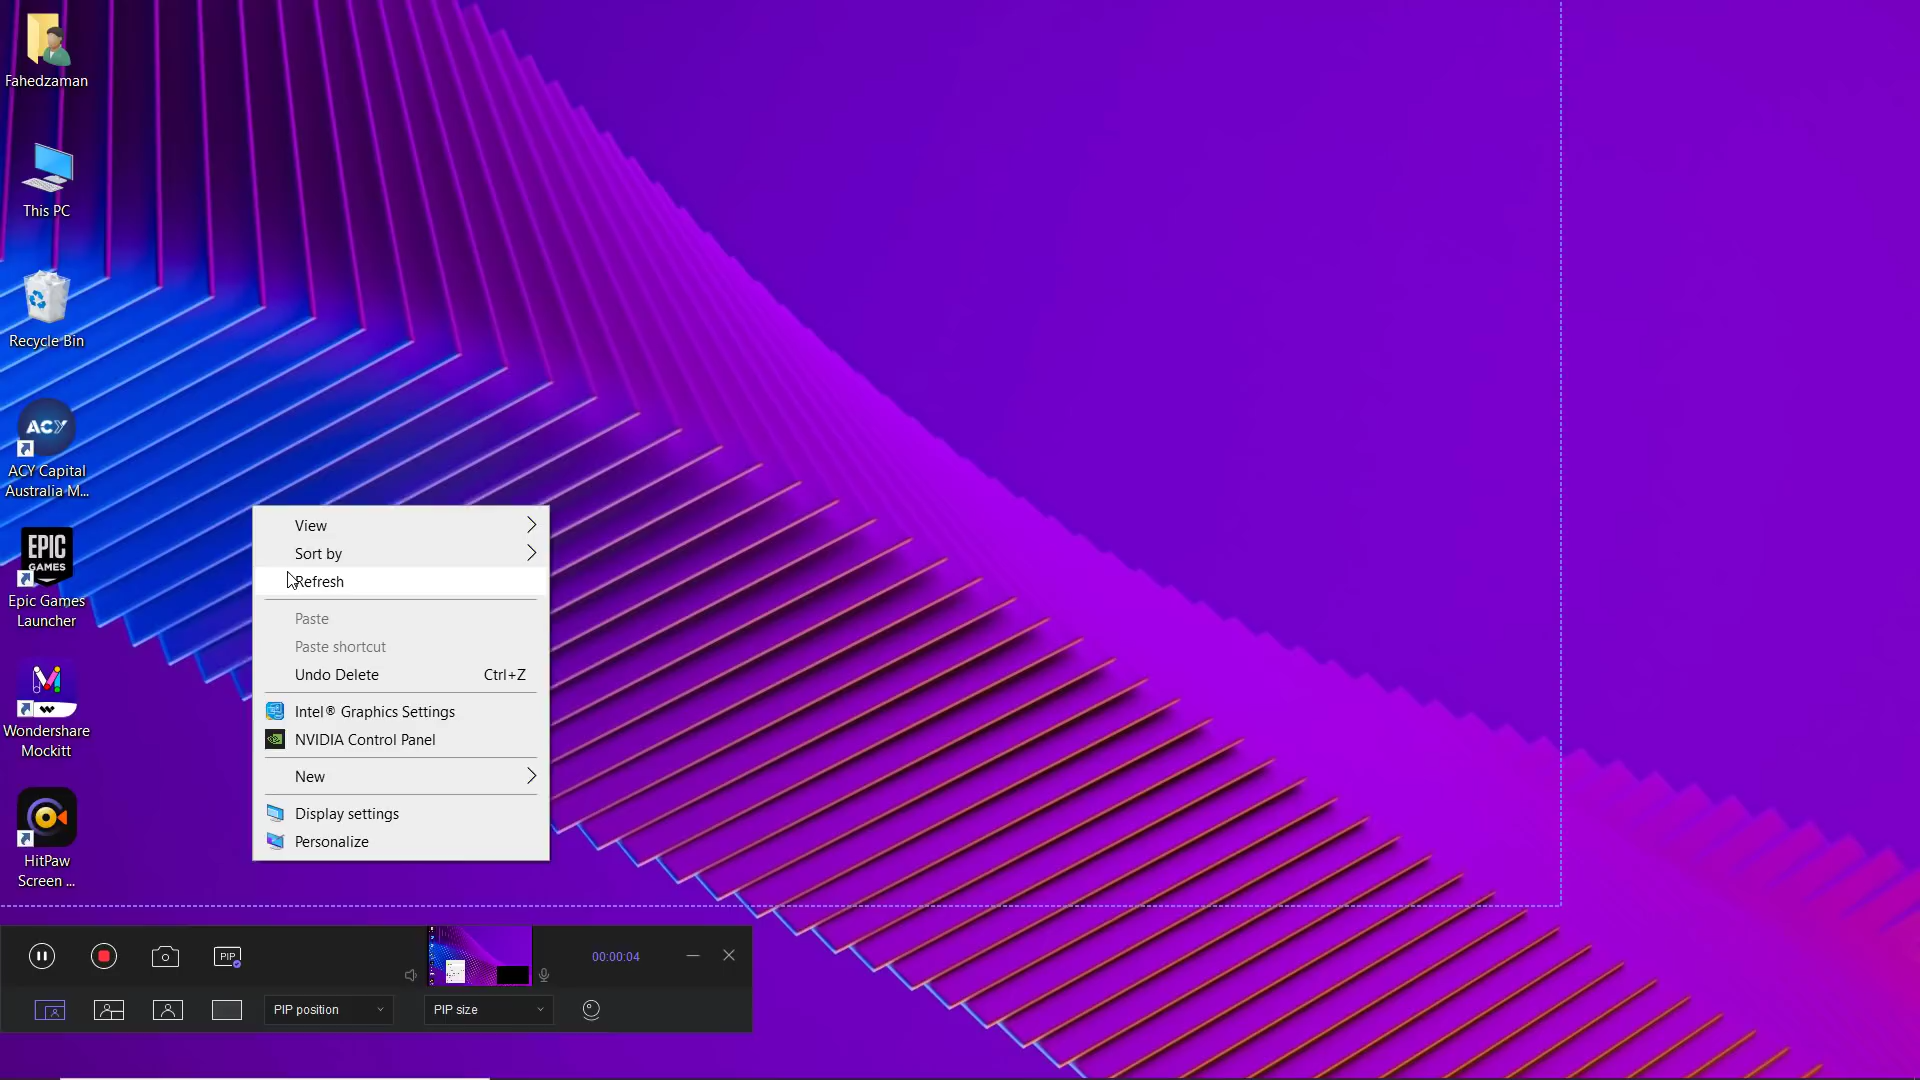 Fahedzaman
This PC
Recycle Bin
ACY
ACY Capital
Australia M...
EPIC
GAMES
Epic Games
Launcher
Wondershare
Mockitt
HitPaw
Screen ...
View
Sort by
Refresh
Paste
Paste shortcut
Undo Delete Ctrl+Z
Intel® Graphics Settings
NVIDIA Control Panel
New
Display settings
Personalize
PIP
00:00:04
PIP position
PIP size